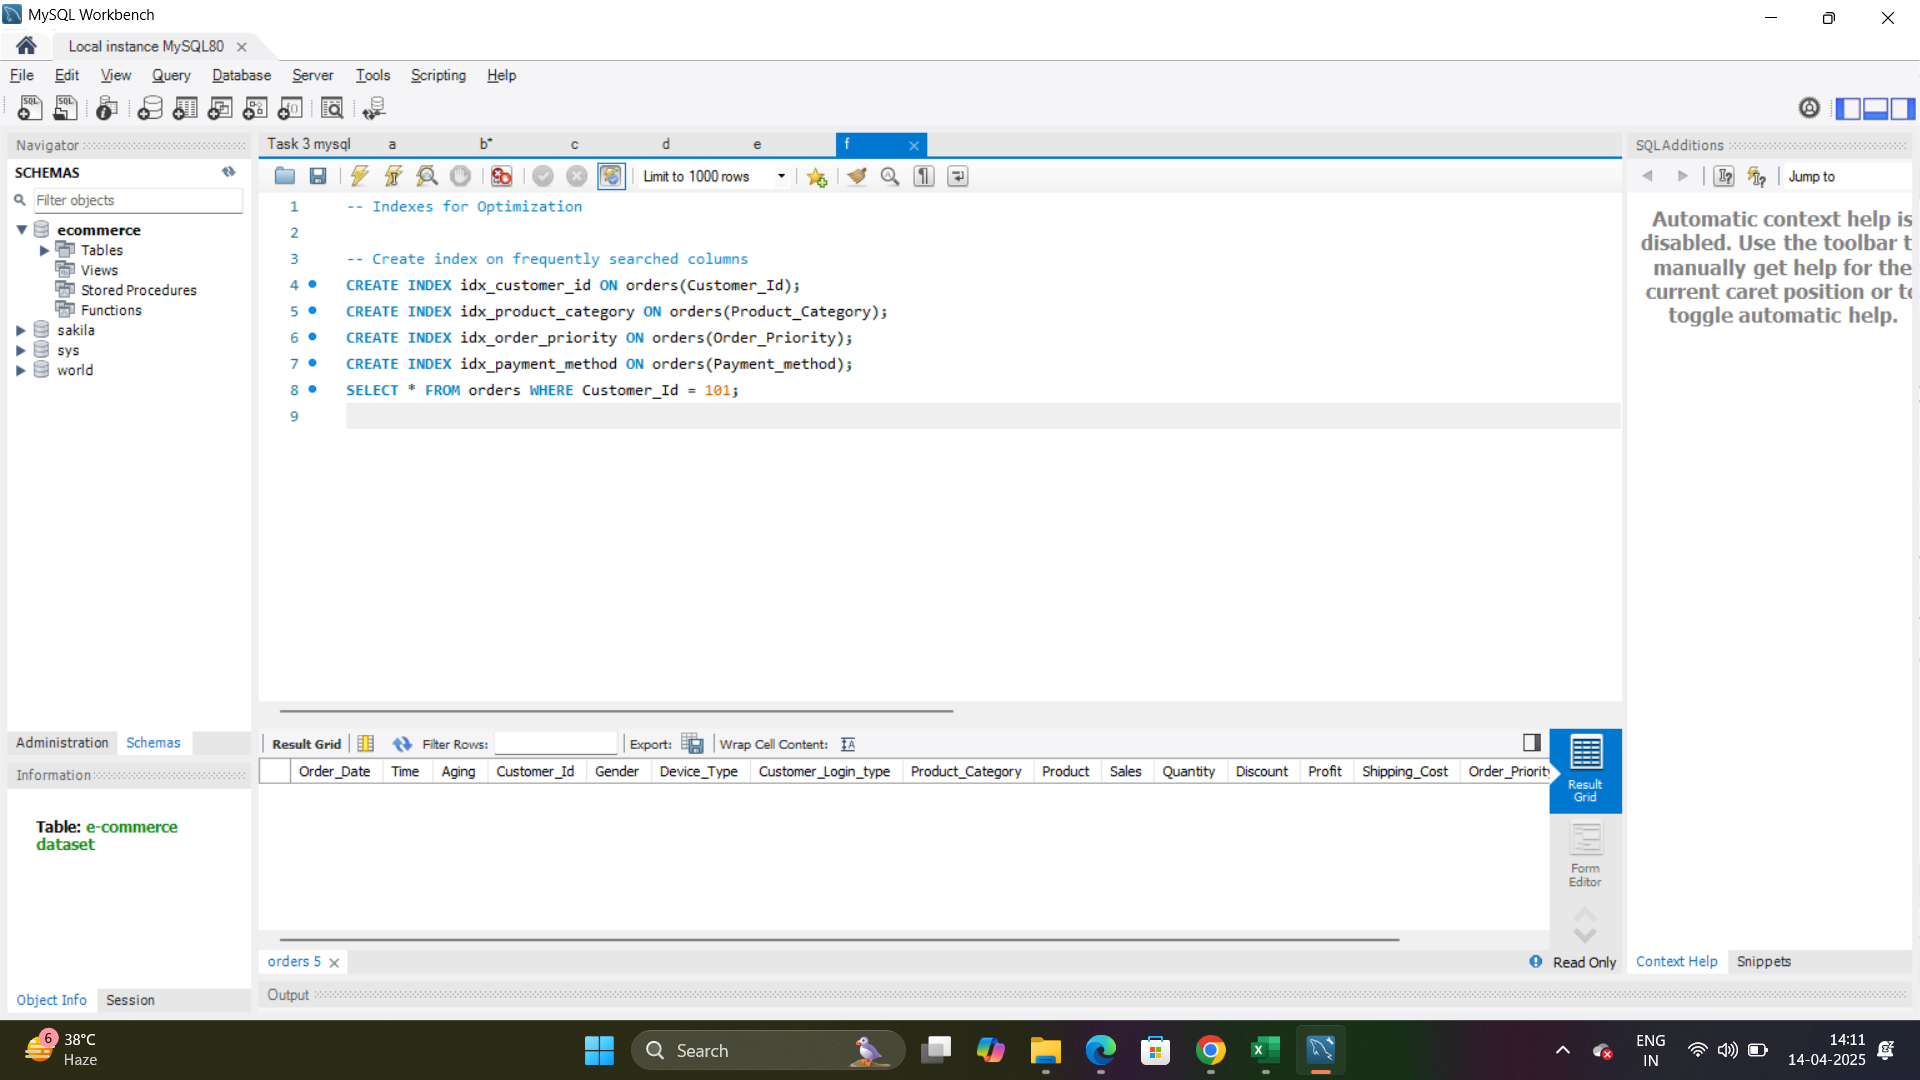 MySQL Workbench
Local instance MySQL80
File Edit View Query Database Server Tools Scripting Help
Navigator
SCHEMAS
Filter objects
ecommerce
Tables
Views
Stored Procedures
Functions
sakila
sys
world
Administration Schemas
Information
Table: e-commerce
dataset
Object Info Session
Task 3 mysql a b* c d e f
Limit to 1000 rows
1 -- Indexes for Optimization
2
3 -- Create index on frequently searched columns
4 CREATE INDEX idx_customer_id ON orders(Customer_Id);
5 CREATE INDEX idx_product_category ON orders(Product_Category);
6 CREATE INDEX idx_order_priority ON orders(Order_Priority);
7 CREATE INDEX idx_payment_method ON orders(Payment_method);
8 SELECT * FROM orders WHERE Customer_Id = 101;
9
Result Grid Filter Rows: Export: Wrap Cell Content:
Order_Date Time Aging Customer_Id Gender Device_Type Customer_Login_type Product_Category Product Sales Quantity Discount Profit Shipping_Cost Order_Priority
Result
Grid
Form
Editor
orders 5
Read Only
Output
SQLAdditions
Jump to
Automatic context help is
disabled. Use the toolbar t
manually get help for the
current caret position or to
toggle automatic help.
Context Help Snippets
6
38°C
Haze
Search
ENG
IN
14:11
14-04-2025